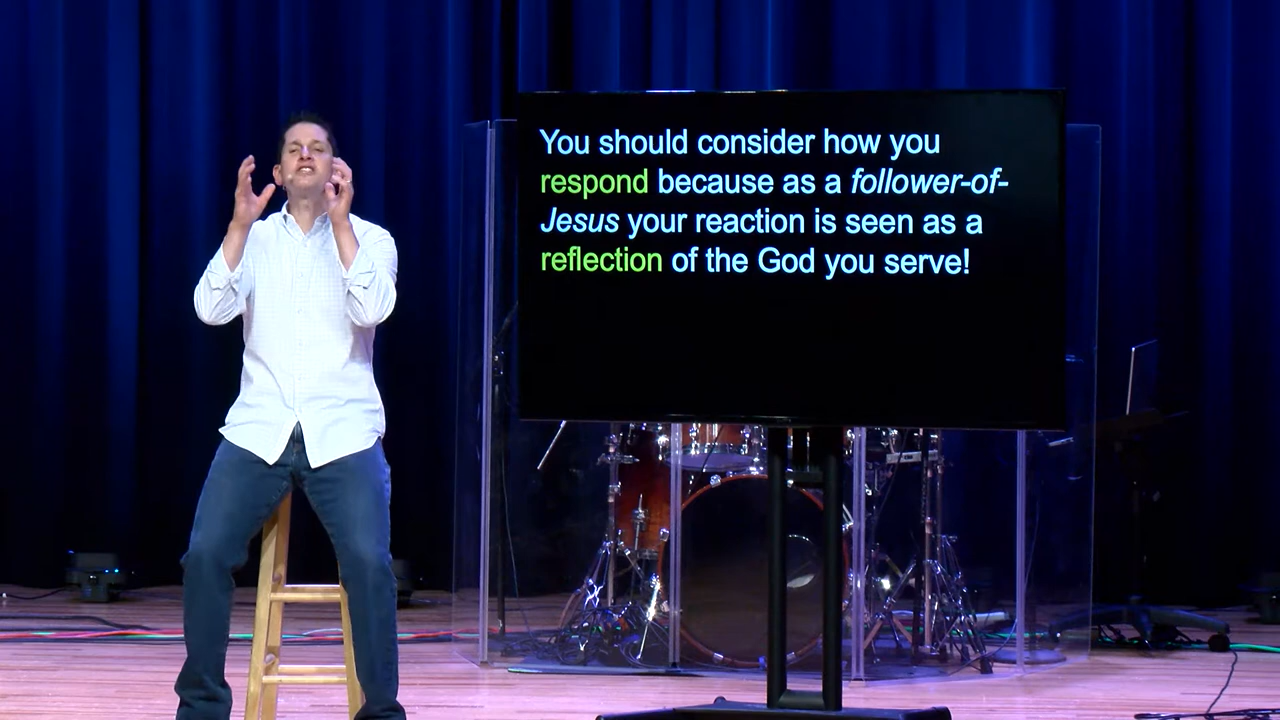 You should consider how you
respond because as a follower-of-
Jesus your reaction is seen as a
reflection of the God you serve!